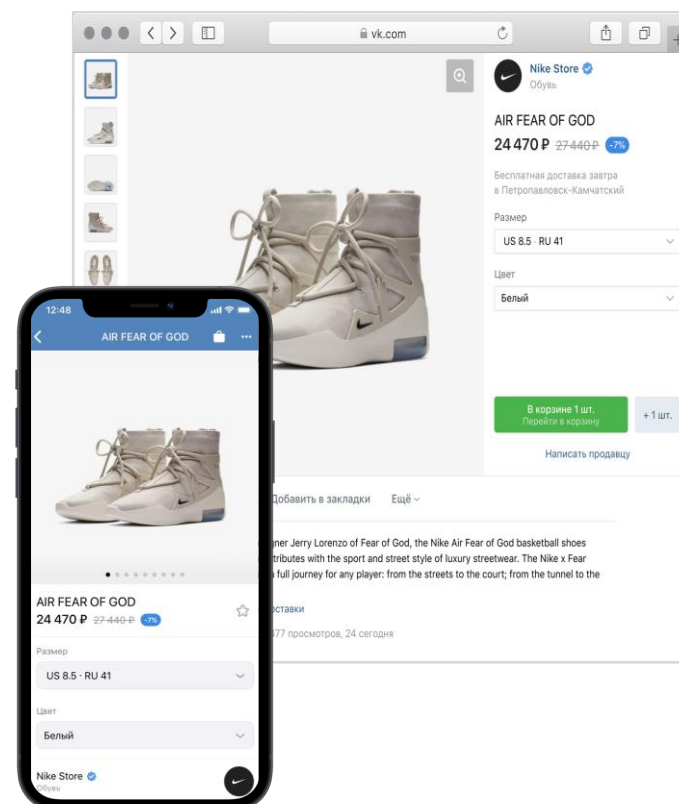 vk.com
Nike Store
Обувь
AIR FEAR OF GOD
24 470 ₽ 27 440 ₽ -7%
Бесплатная доставка завтра
в Петропавловск-Камчатский
Размер
US 8.5 · RU 41
Цвет
Белый
В корзине 1 шт.
Перейти в корзину
+ 1 шт.
Написать продавцу
Добавить в закладки Ещё
Jerry Lorenzo of Fear of God, the Nike Air Fear of God basketball shoes
with the sport and street style of luxury streetwear. The Nike x Fear
full journey for any player: from the streets to the court; from the tunnel to the
477 просмотров, 24 сегодня
12:48
AIR FEAR OF GOD
AIR FEAR OF GOD
24 470 ₽ 27 440 ₽ -7%
Размер
US 8.5 · RU 41
Цвет
Белый
Nike Store
Обувь